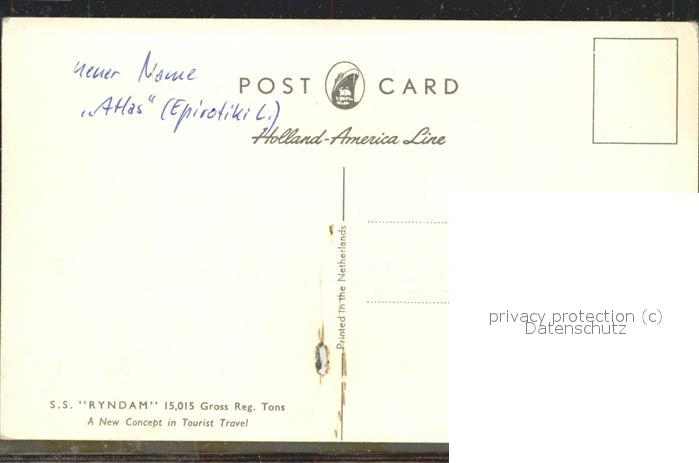 neuer Name
„Atlas" (Epirotiki L.)
POST CARD
Holland-America Line
Printed in the Netherlands
privacy protection (c)
Datenschutz
S.S. "RYNDAM" 15,015 Gross Reg. Tons
A New Concept in Tourist Travel